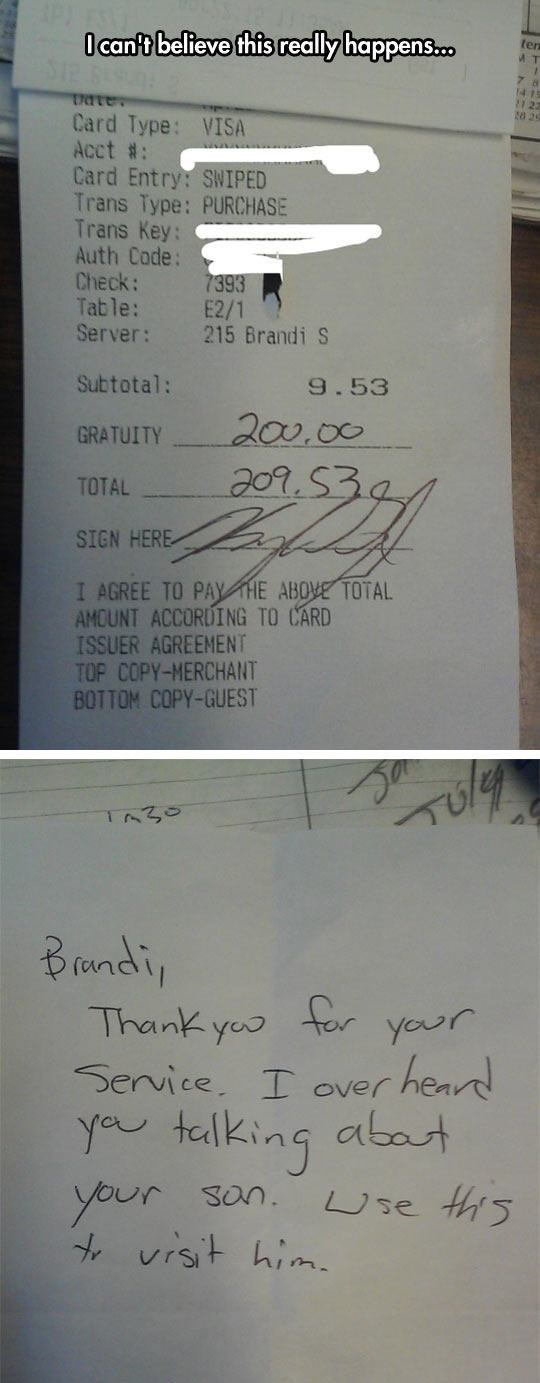 I can't believe this really happens...
Date:
Card Type: VISA
Acct #:
Card Entry: SWIPED
Trans Type: PURCHASE
Trans Key:
Auth Code:
Check: 7393
Table: E2/1
Server: 215 Brandi S
Subtotal: 9.53
GRATUITY 200.00
TOTAL 209.53
SIGN HERE
I AGREE TO PAY THE ABOVE TOTAL
AMOUNT ACCORDING TO CARD
ISSUER AGREEMENT
TOP COPY-MERCHANT
BOTTOM COPY-GUEST
Brandi,
Thank you for your
Service. I over heard
you talking about
your son. Use this
to visit him.